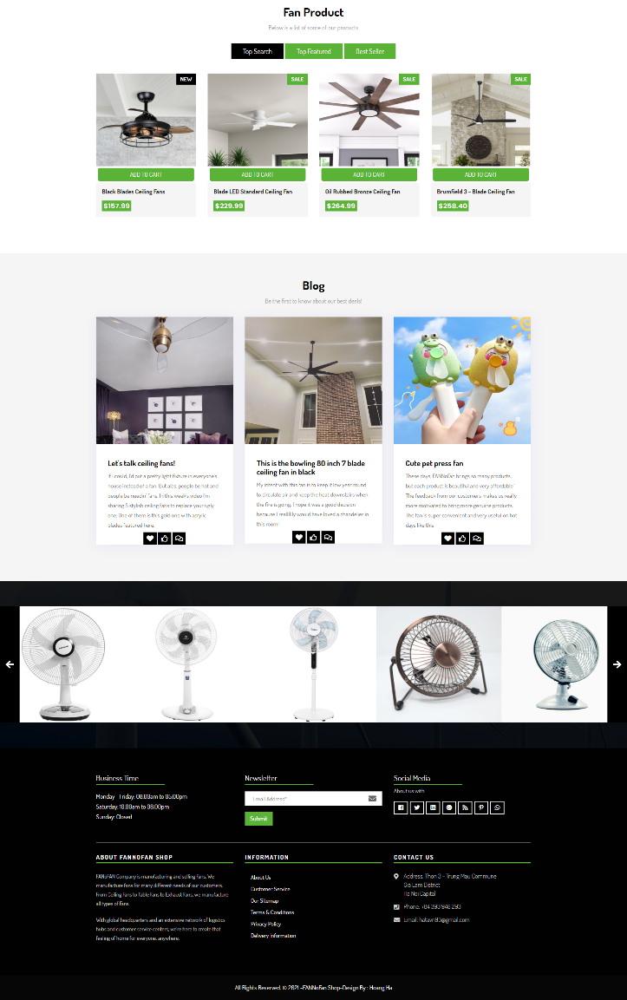 Fan Product
Below is a list of some of our products
Top Search
Top Featured
Best Seller
NEW
SALE
SALE
SALE
ADD TO CART
ADD TO CART
ADD TO CART
ADD TO CART
Black Blades Ceiling Fans
Blade LED Standard Ceiling Fan
Oil Rubbed Bronze Ceiling Fan
Brumfield 3 - Blade Ceiling Fan
$157.99
$229.99
$264.99
$258.40
Blog
Be the first to know about our best deals!
Let's talk ceiling fans!
If I could, I'd put a pretty light fixture in everyone's
house instead of a fan. But alas, people be hot and
people be needin' fans. In this week's video I'm
sharing 5 stylish ceiling fans to replace your ugly
one. One of them is this gold one with acrylic
blades featured here.
This is the bowling 80 inch 7 blade
ceiling fan in black
My intent with this fan is to keep it low year round
to circulate air and keep the heat downstairs when
the fire is going. I hope it was a good decision
because I reallllly would have loved a chandelier in
this room!
Cute pet press fan
These days, FANNoFan brings so many products,
but each product is beautiful and very affordable!
The feedback from our customers makes us really
more motivated to bring more genuine products.
The fan is super convenient and very useful on hot
days like this.
Business Time
Monday - Friday: 08.00am to 05.00pm
Saturday: 10.00am to 08.00pm
Sunday: Closed
Newsletter
Email Address*
Submit
Social Media
About us with
ABOUT FANNOFAN SHOP
FANoFAN Company is manufacturing and selling Fans. We
manufacture fans for many different needs of our customers.
From Ceiling Fans to Table Fans to Exhaust Fans, we manufacture
all types of Fans.
With global headquarters and an extensive network of logistics
hubs and customer service centers, we're here to create that
feeling of home for everyone, anywhere.
INFORMATION
About Us
Customer Service
Our Sitemap
Terms & Conditions
Privacy Policy
Delivery Information
CONTACT US
Address: Thon 3 - Trung Mau Commune
Gia Lam District
Ha Noi Capital
Phone: +84 393 946 293
Email: hatavn93@gmail.com
All Rights Reserved. © 2021 -FANNoFan Shop-Design By : Hoang Ha